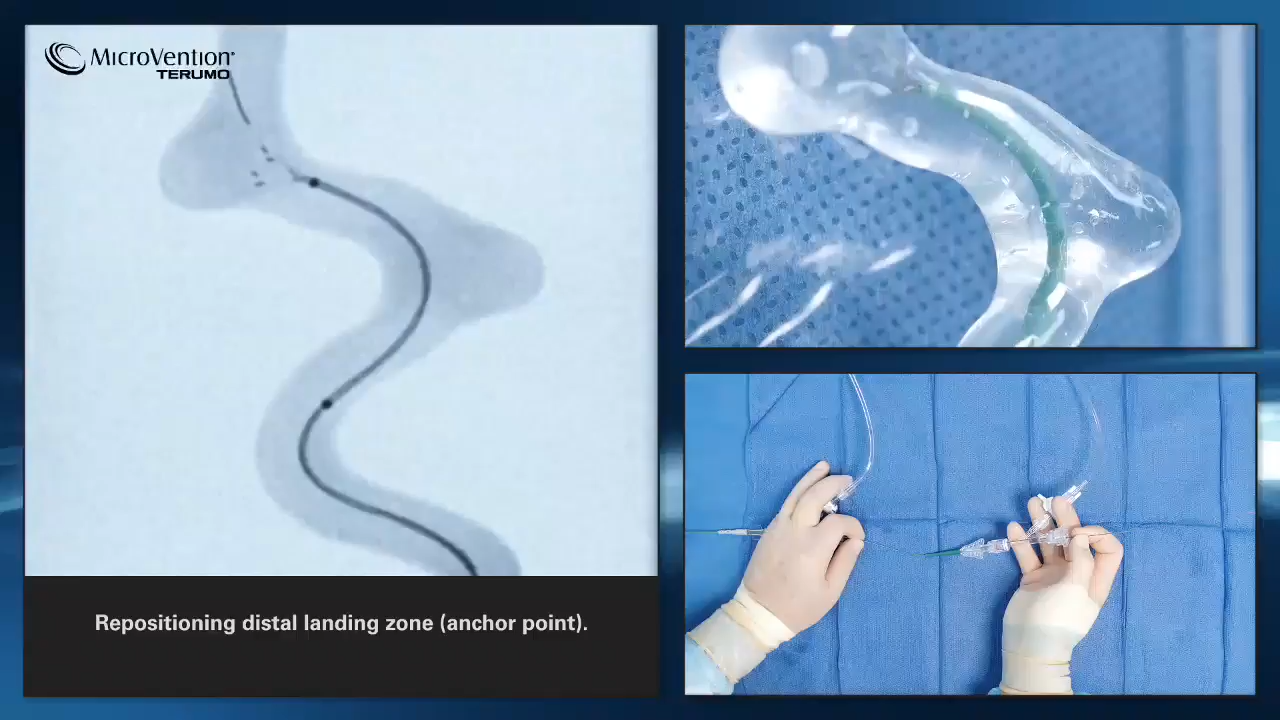 MicroVention
TERUMO
Repositioning distal landing zone (anchor point).